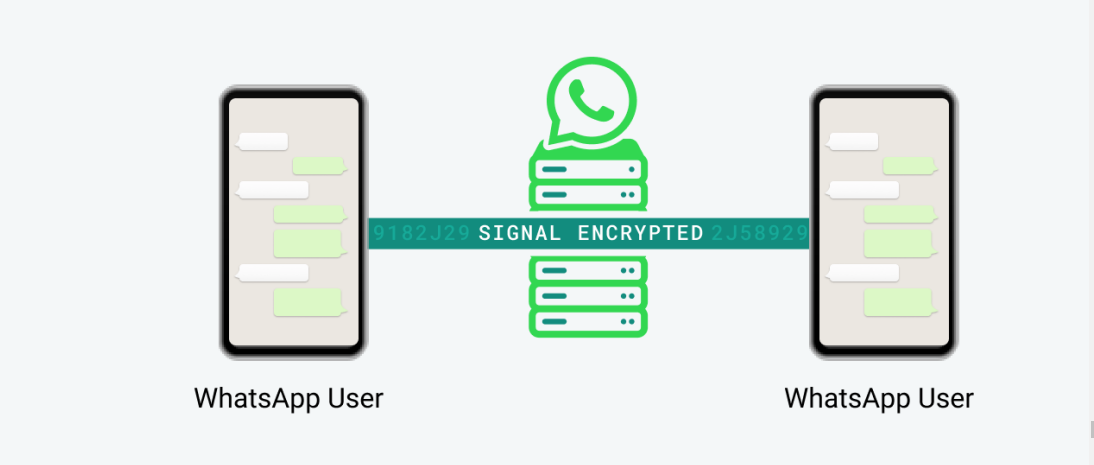 9182J29 SIGNAL ENCRYPTED 2J58929
WhatsApp User
WhatsApp User